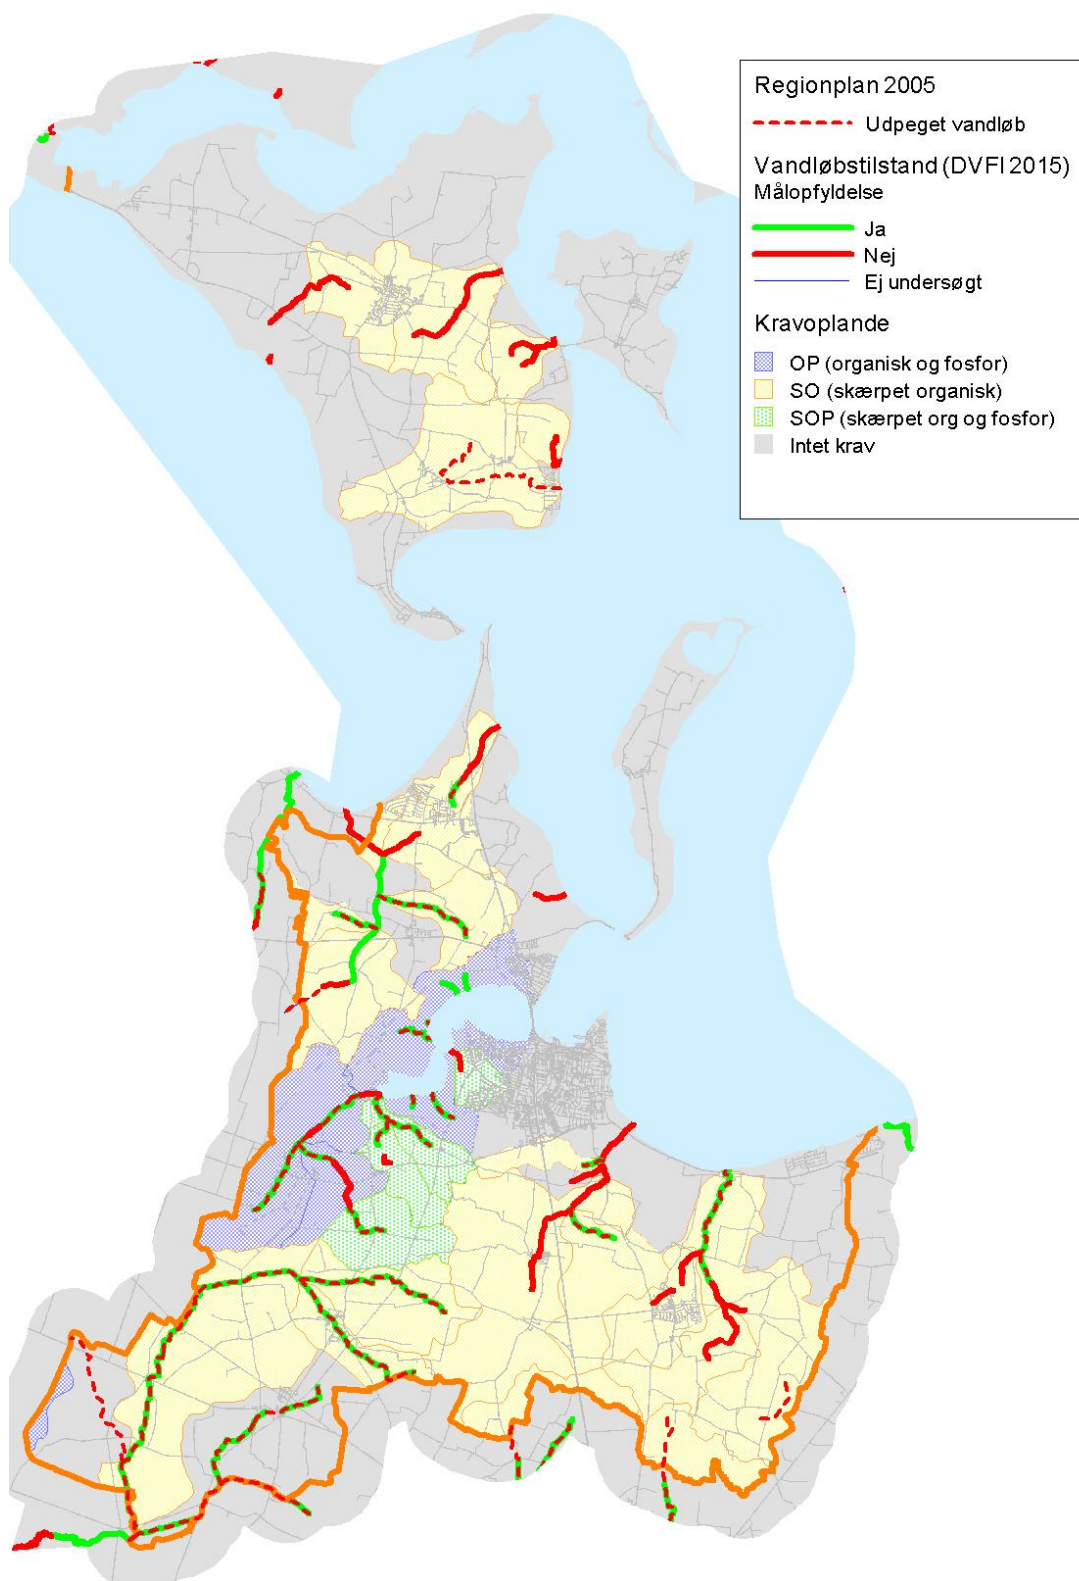 Regionplan 2005
Udpeget vandløb
Vandløbstilstand (DVFI 2015)
Målopfyldelse
Ja
Nej
Ej undersøgt
Kravoplande
OP (organisk og fosfor)
SO (skærpet organisk)
SOP (skærpet org og fosfor)
Intet krav